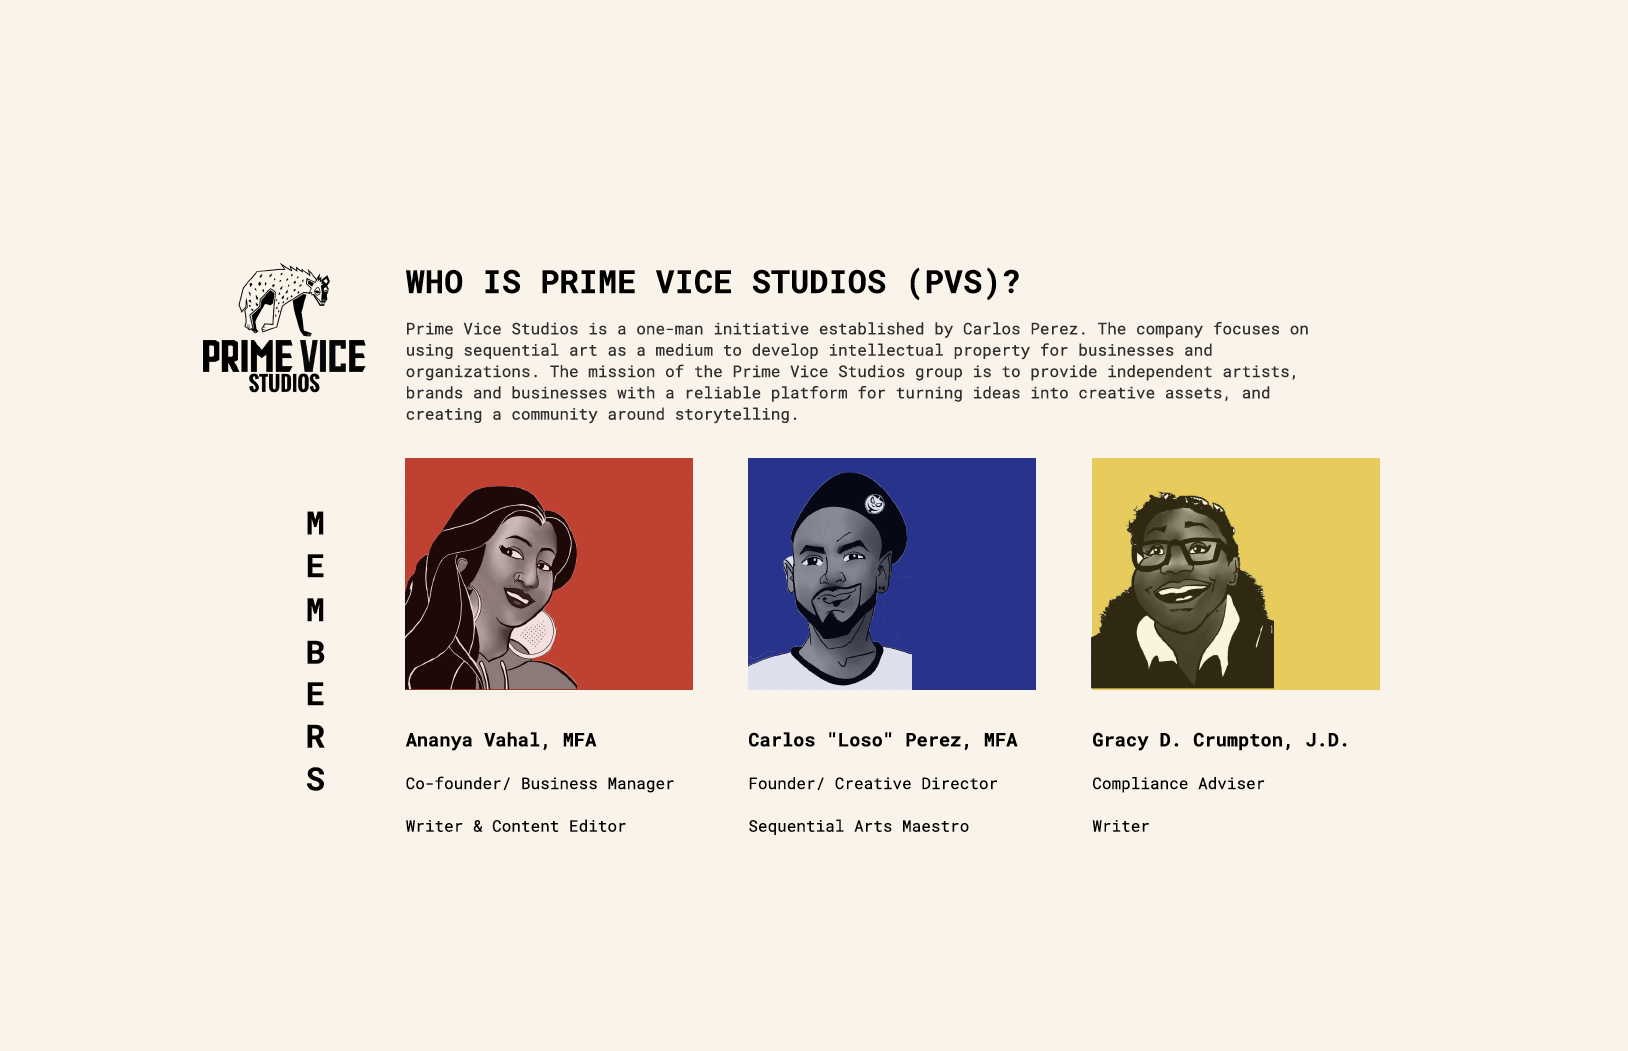 PRIME VICE
STUDIOS
WHO IS PRIME VICE STUDIOS (PVS)?
Prime Vice Studios is a one-man initiative established by Carlos Perez. The company focuses on
using sequential art as a medium to develop intellectual property for businesses and
organizations. The mission of the Prime Vice Studios group is to provide independent artists,
brands and businesses with a reliable platform for turning ideas into creative assets, and
creating a community around storytelling.
MEMBERS
Ananya Vahal, MFA
Co-founder/ Business Manager
Writer & Content Editor
Carlos "Loso" Perez, MFA
Founder/ Creative Director
Sequential Arts Maestro
Gracy D. Crumpton, J.D.
Compliance Adviser
Writer